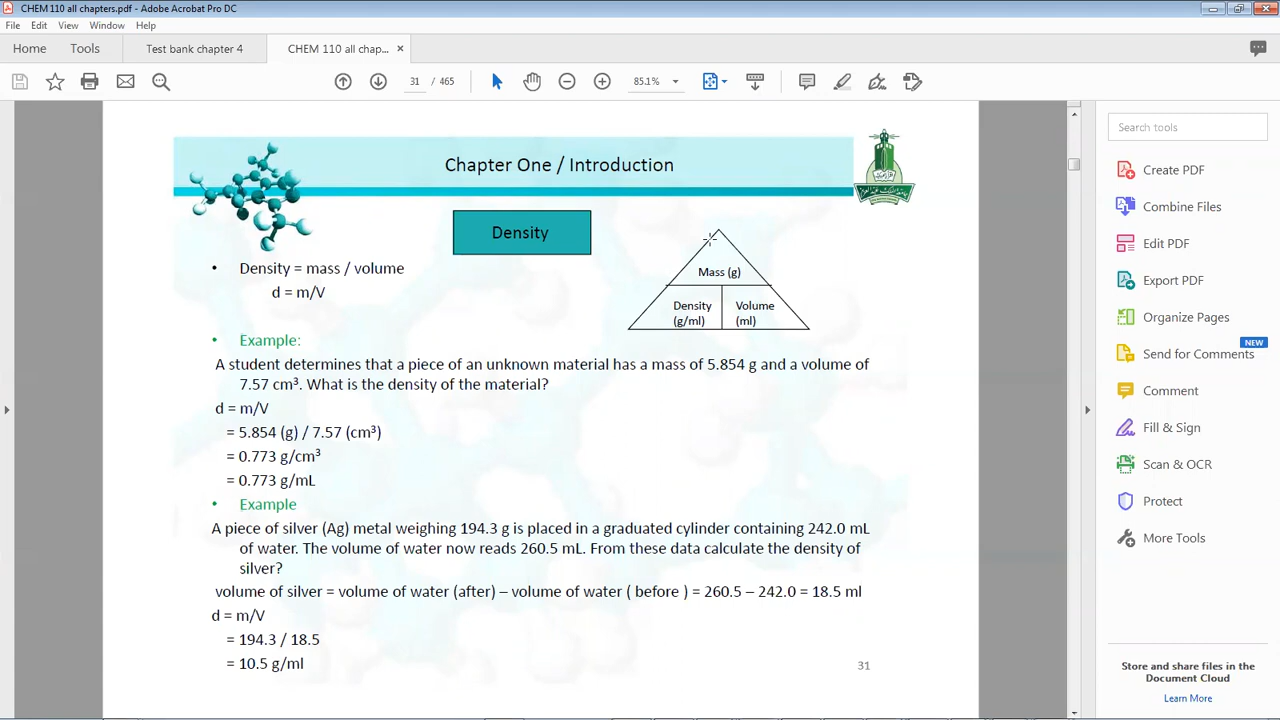 CHEM 110 all chapters.pdf - Adobe Acrobat Pro DC
File Edit View Window Help
Home Tools Test bank chapter 4 CHEM 110 all chap... ×
31 / 465 85.1%
Search tools
Create PDF
Combine Files
Edit PDF
Export PDF
Organize Pages
NEW
Send for Comments
Comment
Fill & Sign
Scan & OCR
Protect
More Tools
Store and share files in the
Document Cloud
Learn More
Chapter One / Introduction
Density
• Density = mass / volume
d = m/V
Mass (g)
Density Volume
(g/ml) (ml)
• Example:
A student determines that a piece of an unknown material has a mass of 5.854 g and a volume of
7.57 cm³. What is the density of the material?
d = m/V
= 5.854 (g) / 7.57 (cm³)
= 0.773 g/cm³
= 0.773 g/mL
• Example
A piece of silver (Ag) metal weighing 194.3 g is placed in a graduated cylinder containing 242.0 mL
of water. The volume of water now reads 260.5 mL. From these data calculate the density of
silver?
volume of silver = volume of water (after) – volume of water ( before ) = 260.5 – 242.0 = 18.5 ml
d = m/V
= 194.3 / 18.5
= 10.5 g/ml
31